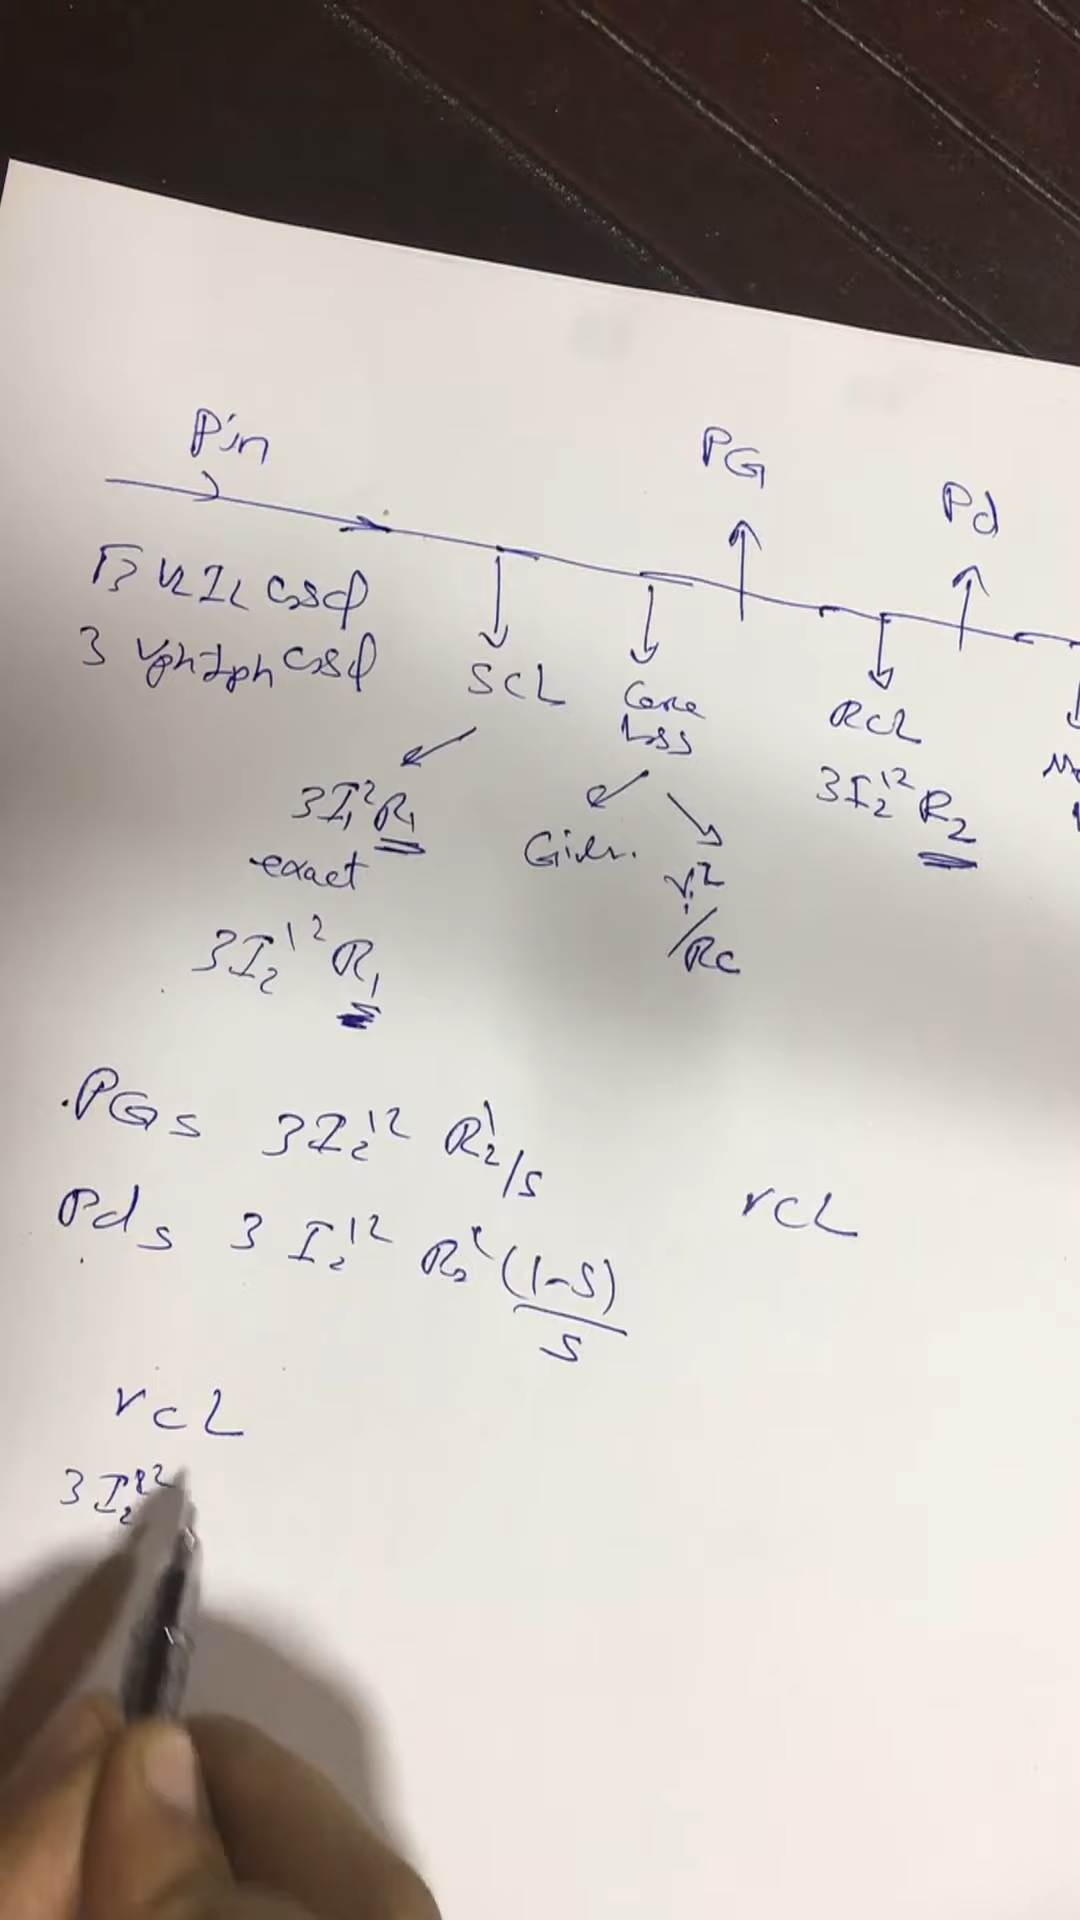 Pin
PG
Pd
√3 VL IL cosφ
3 Vph Iph cosφ
SCL
Core
Loss
RCL
3I₁²R₁
exact
Given.
V₁²
/Rc
3I₂'²R₂
3I₂'²R₁
PG = 3I₂'² R₂'/s
Pd = 3 I₂'² R₂' (1-s)
s
rcL
rcL
3I₂'²